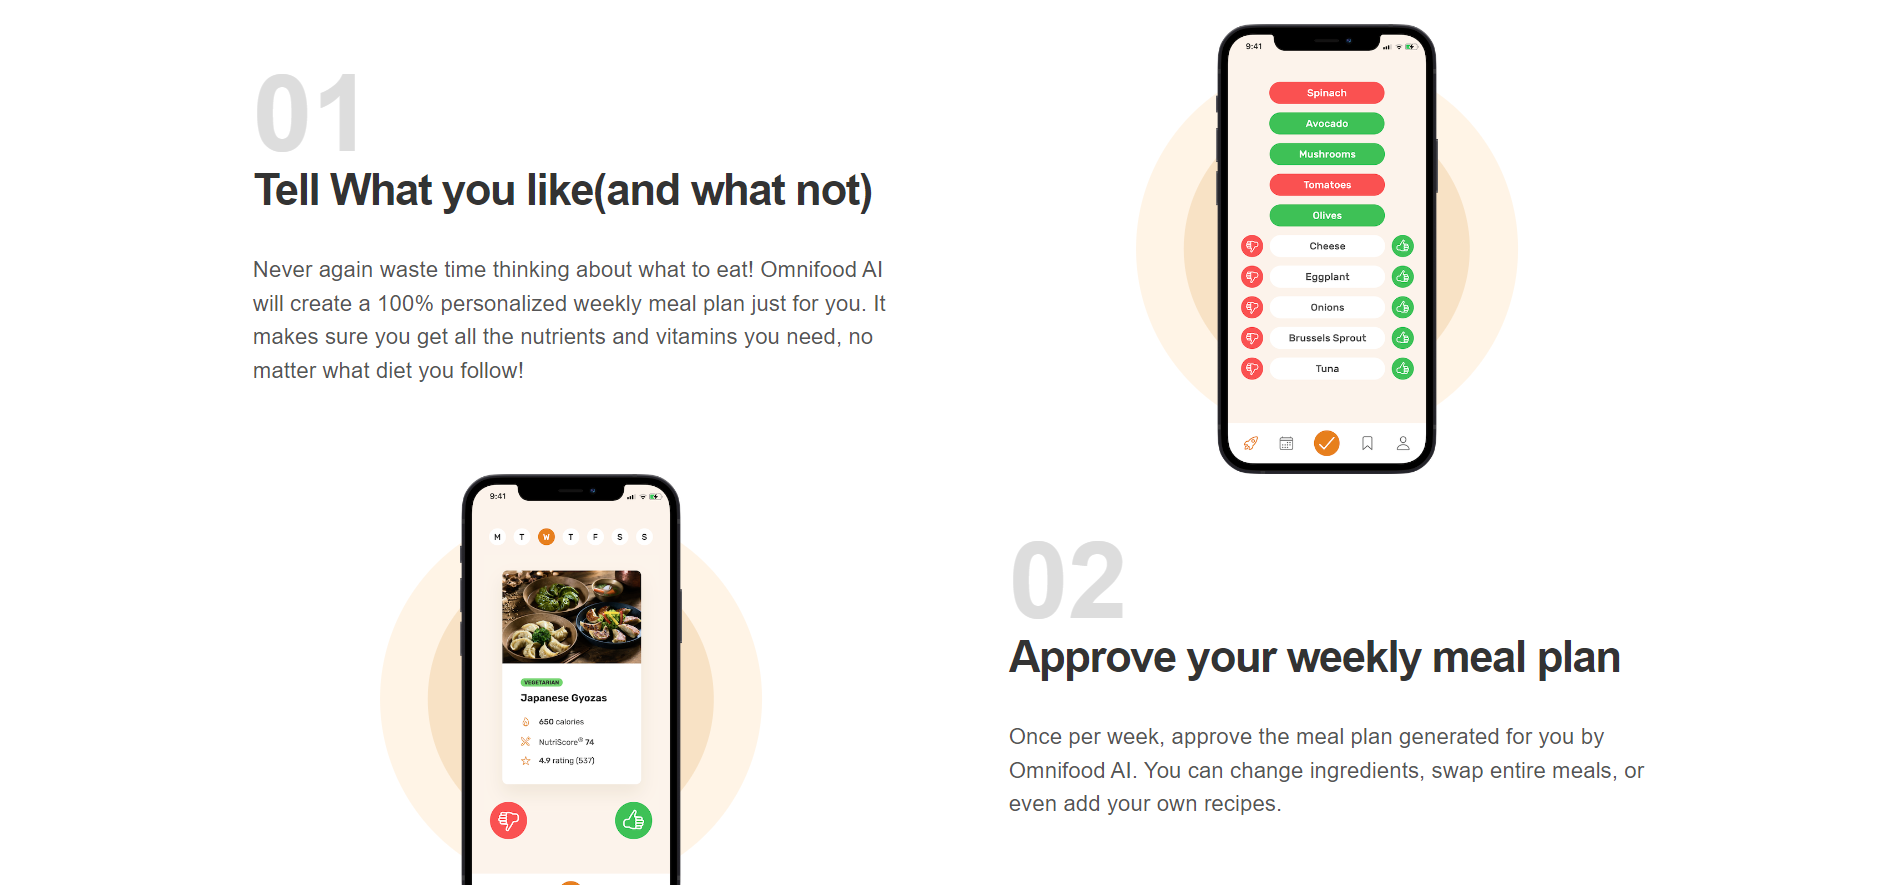 01
Tell What you like(and what not)
Never again waste time thinking about what to eat! Omnifood AI
will create a 100% personalized weekly meal plan just for you. It
makes sure you get all the nutrients and vitamins you need, no
matter what diet you follow!
9:41
Spinach
Avocado
Mushrooms
Tomatoes
Olives
Cheese
Eggplant
Onions
Brussels Sprout
Tuna
9:41
M T W T F S S
VEGETARIAN
Japanese Gyozas
650 calories
NutriScore® 74
4.9 rating (537)
02
Approve your weekly meal plan
Once per week, approve the meal plan generated for you by
Omnifood AI. You can change ingredients, swap entire meals, or
even add your own recipes.